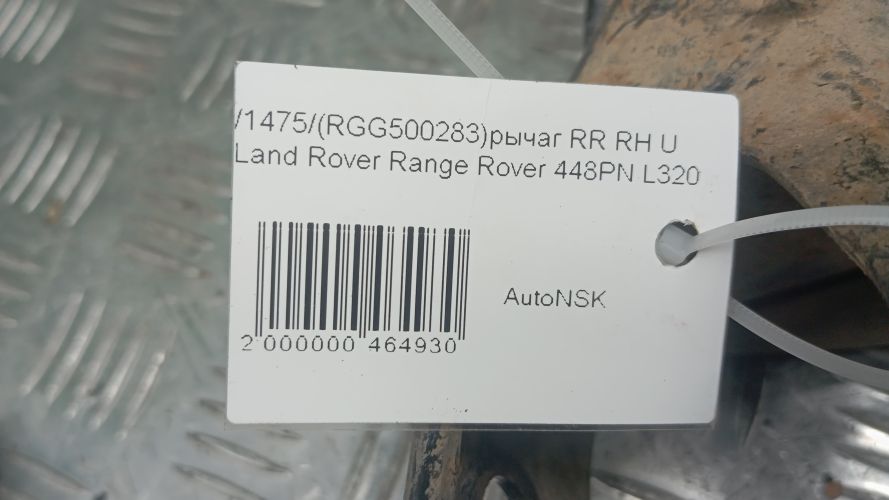 /1475/(RGG500283)рычаг RR RH U
Land Rover Range Rover 448PN L320
AutoNSK
2 000000 464930